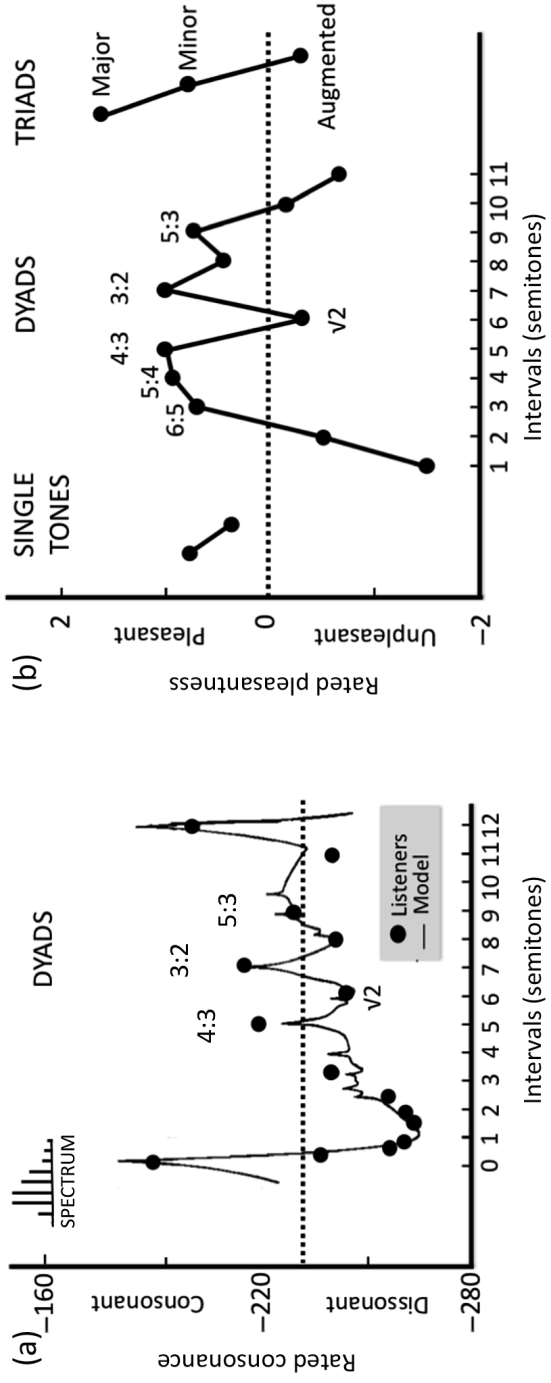 (a)
DYADS
SPECTRUM
4:3
3:2
5:3
√2
Listeners
Model
−160
−220
−280
Consonant
Dissonant
Rated consonance
0 1 2 3 4 5 6 7 8 9 10 11 12
Intervals (semitones)
(b)
SINGLE
TONES
DYADS
TRIADS
6:5
5:4
4:3
3:2
5:3
√2
Major
Minor
Augmented
2
0
−2
Pleasant
Unpleasant
Rated pleasantness
1 2 3 4 5 6 7 8 9 10 11
Intervals (semitones)